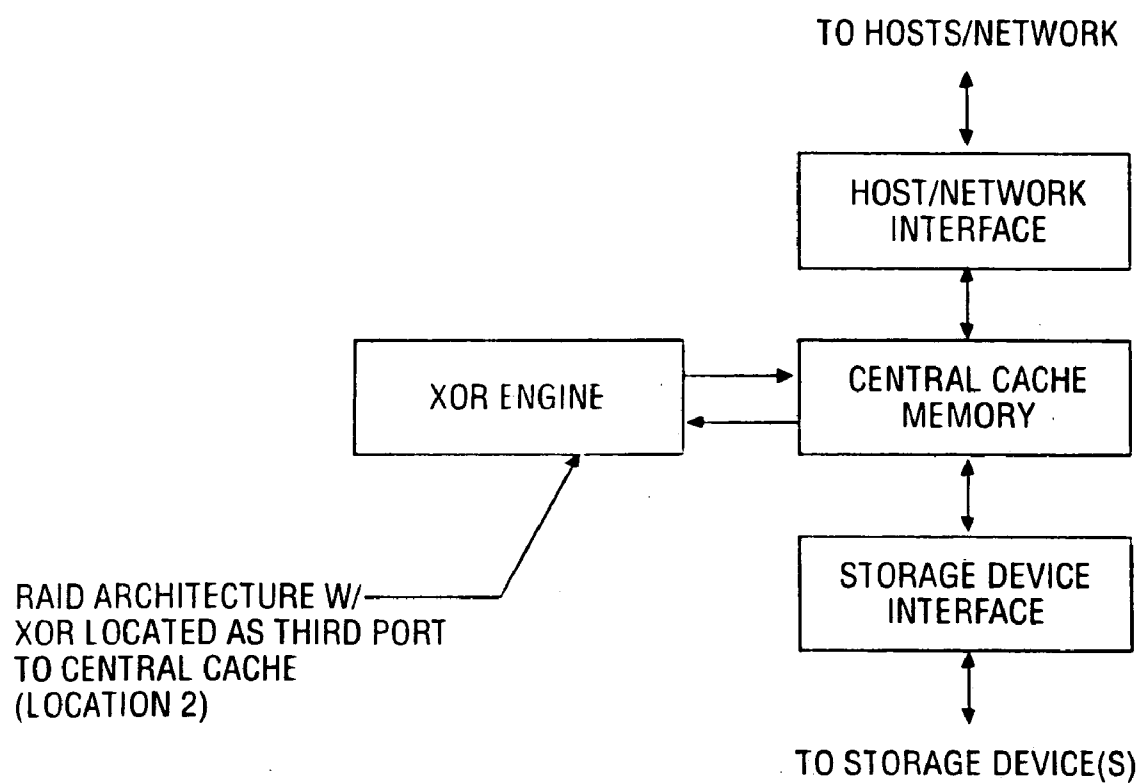 TO HOSTS/NETWORK
HOST/NETWORK
INTERFACE
XOR ENGINE
CENTRAL CACHE
MEMORY
STORAGE DEVICE
INTERFACE
RAID ARCHITECTURE W/
XOR LOCATED AS THIRD PORT
TO CENTRAL CACHE
(LOCATION 2)
TO STORAGE DEVICE(S)